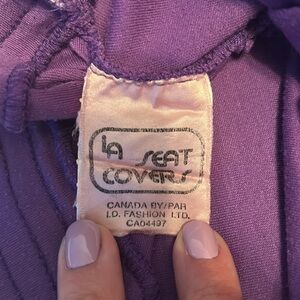 LA SEAT
COVERS
CANADA BY/PAR
I.D. FASHION LTD.
CA04497